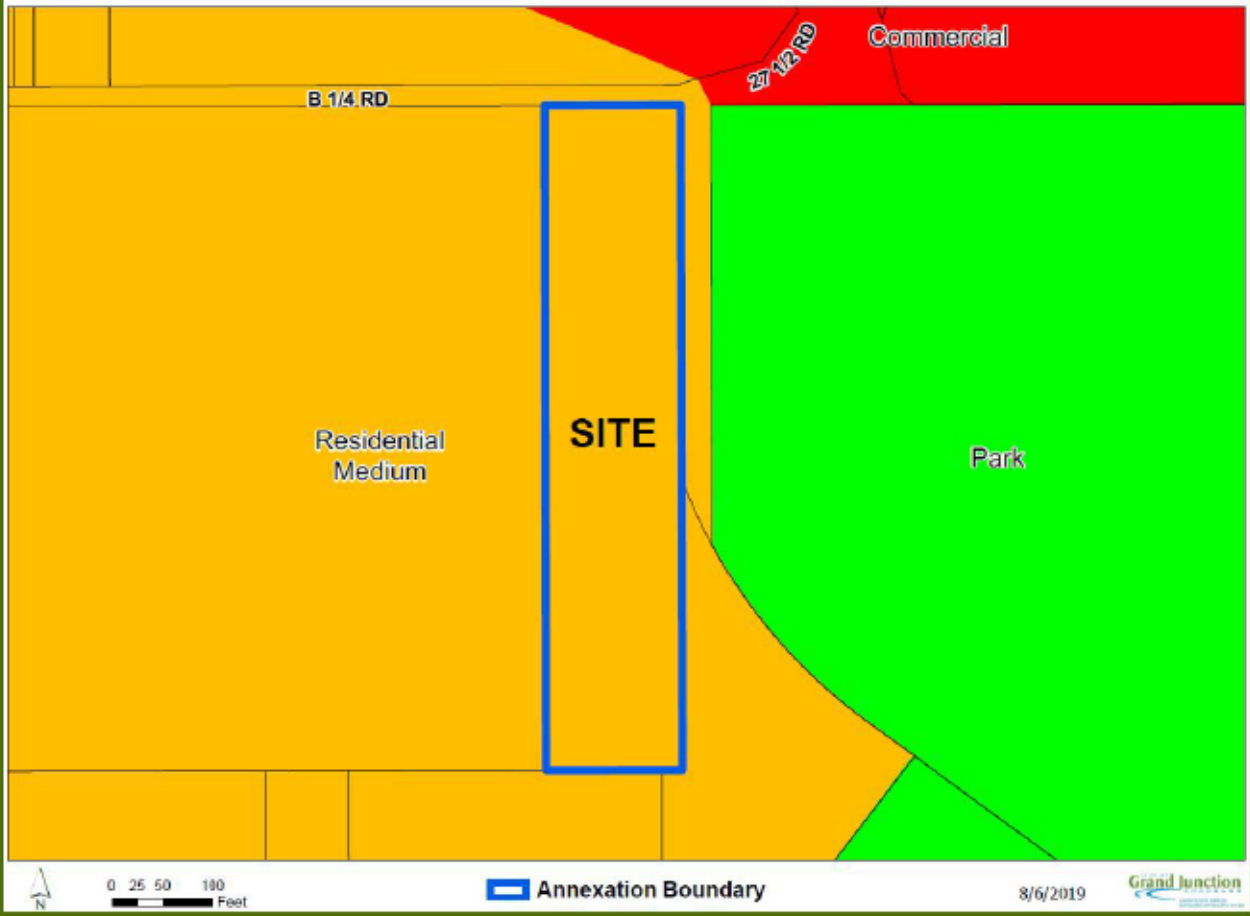 Commercial
27 1/2 RD
B 1/4 RD
SITE
Residential
Medium
Park
N
0 25 50 100
Feet
Annexation Boundary
8/6/2019
Grand Junction